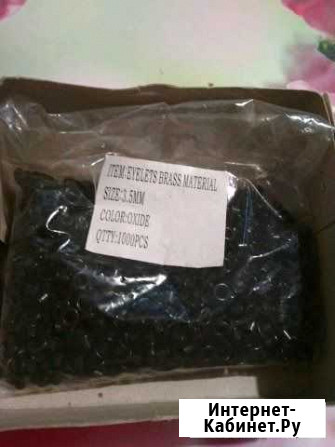 ITEM:EYELETS BRASS MATERIAL
SIZE:3.5MM
COLOR:OXIDE
QTTY:1000PCS
Интернет-
Кабинет.Ру